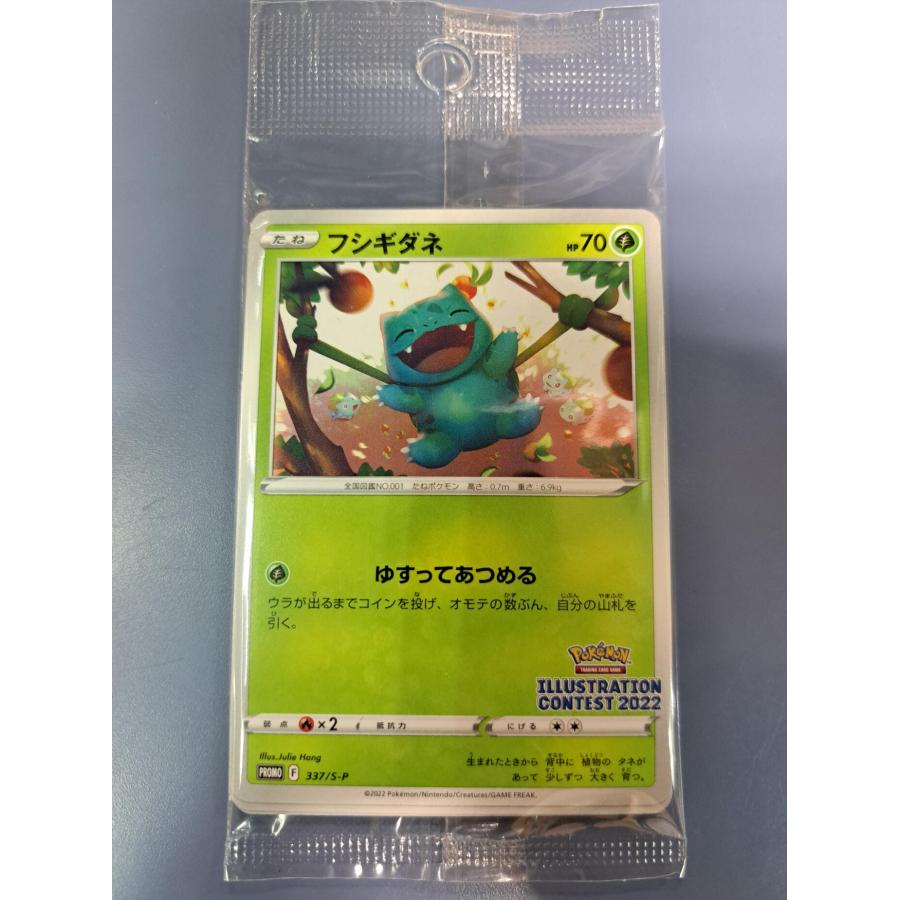 たね フシギダネ HP 70
全国図鑑NO.001 たねポケモン 高さ:0.7m 重さ:6.9kg
ゆすってあつめる
ウラが出るまでコインを投げ、オモテの数ぶん、自分の山札を
引く。
POKéMON
TRADING CARD GAME
ILLUSTRATION
CONTEST 2022
弱点 ×2 抵抗力 にげる
Illus.Julie Hang
生まれたときから 背中に 植物の タネが
あって 少しずつ 大きく 育つ。
PROMO F 337/S-P
©2022 Pokémon/Nintendo/Creatures/GAME FREAK.